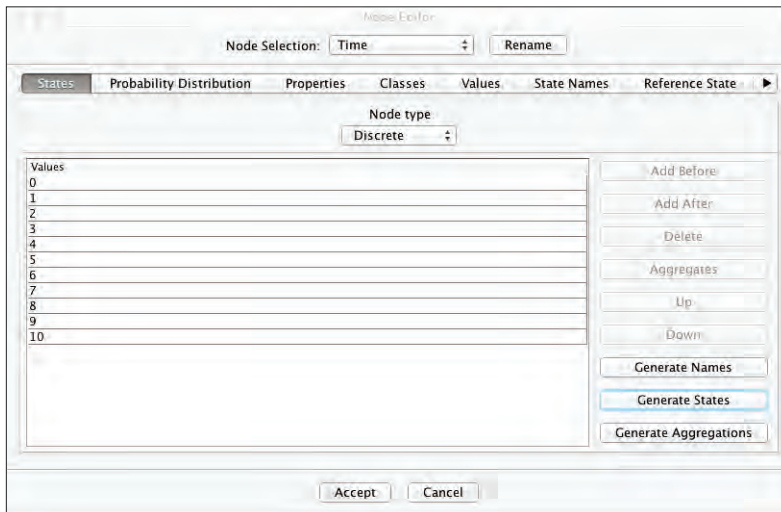 Node Editor
Node Selection: Time Rename
States Probability Distribution Properties Classes Values State Names Reference State
Node type
Discrete
Values
0
1
2
3
4
5
6
7
8
9
10
Add Before
Add After
Delete
Aggregates
Up
Down
Generate Names
Generate States
Generate Aggregations
Accept Cancel